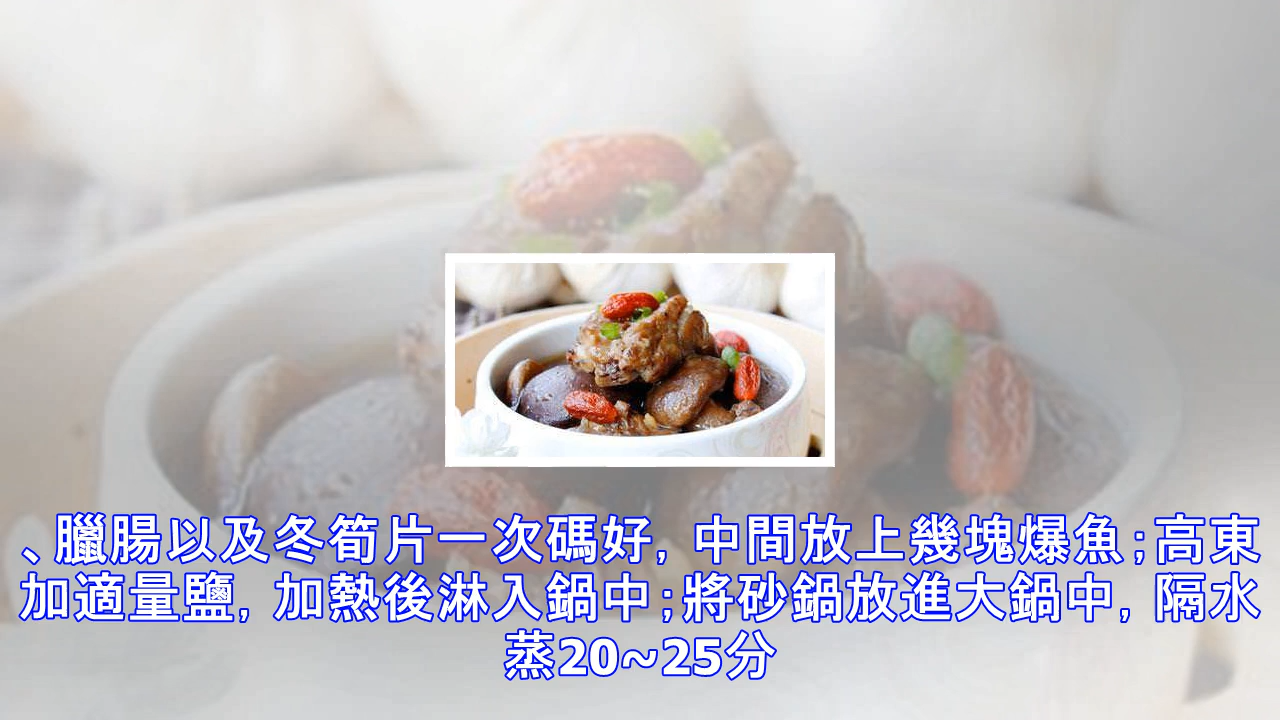 、臘腸以及冬筍片一次碼好, 中間放上幾塊爆魚;高東
加適量鹽, 加熱後淋入鍋中;將砂鍋放進大鍋中, 隔水
蒸20~25分